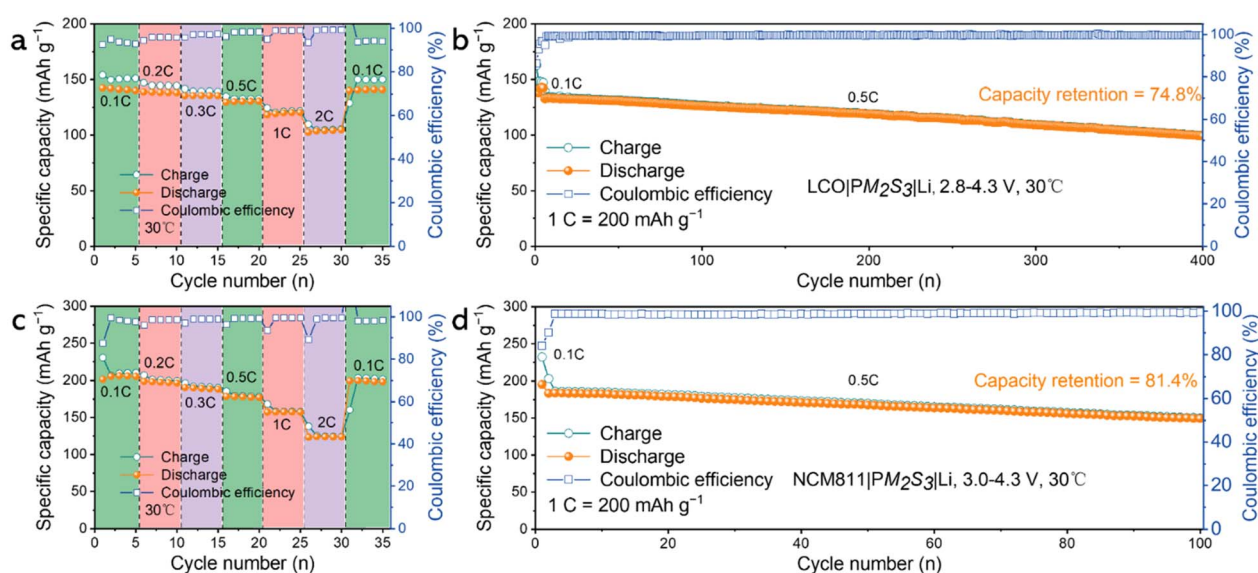 a
Specific capacity (mAh g⁻¹)
200
150
100
50
0
0.1C
0.2C
0.3C
0.5C
1C
2C
0.1C
Charge
Discharge
Coulombic efficiency
30℃
0 5 10 15 20 25 30 35
Cycle number (n)
100
80
60
40
20
0
Coulombic efficiency (%)
b
Specific capacity (mAh g⁻¹)
200
150
100
50
0
0.1C
0.5C
Capacity retention = 74.8%
Charge
Discharge
Coulombic efficiency
LCO|PM2S3|Li, 2.8-4.3 V, 30℃
1 C = 200 mAh g⁻¹
0 100 200 300 400
Cycle number (n)
100
80
60
40
20
0
Coulombic efficiency (%)
c
Specific capacity (mAh g⁻¹)
300
250
200
150
100
50
0
0.1C
0.2C
0.3C
0.5C
1C
2C
0.1C
Charge
Discharge
Coulombic efficiency
30℃
0 5 10 15 20 25 30 35
Cycle number (n)
100
80
60
40
20
0
Coulombic efficiency (%)
d
Specific capacity (mAh g⁻¹)
300
250
200
150
100
50
0
0.1C
0.5C
Capacity retention = 81.4%
Charge
Discharge
Coulombic efficiency
NCM811|PM2S3|Li, 3.0-4.3 V, 30℃
1 C = 200 mAh g⁻¹
0 20 40 60 80 100
Cycle number (n)
100
80
60
40
20
0
Coulombic efficiency (%)